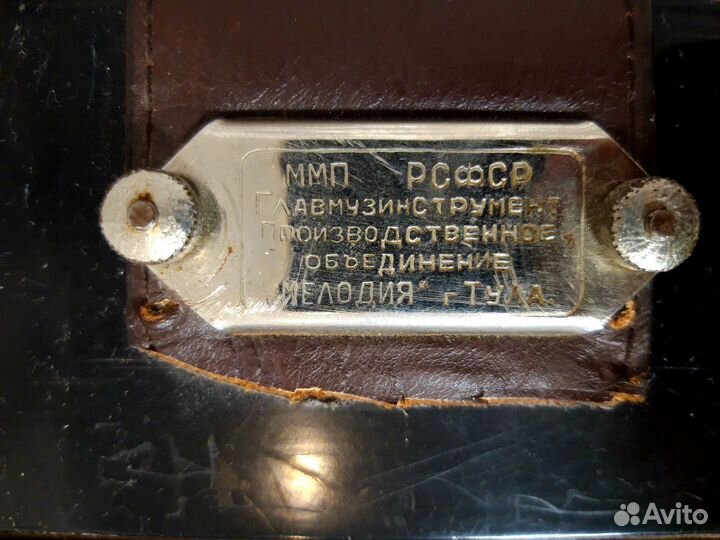 ММП РСФСР
ГЛАВМУЗИНСТРУМЕНТ
ПРОИЗВОДСТВЕННОЕ
ОБЪЕДИНЕНИЕ
„МЕЛОДИЯ“ г. ТУЛА.
Avito